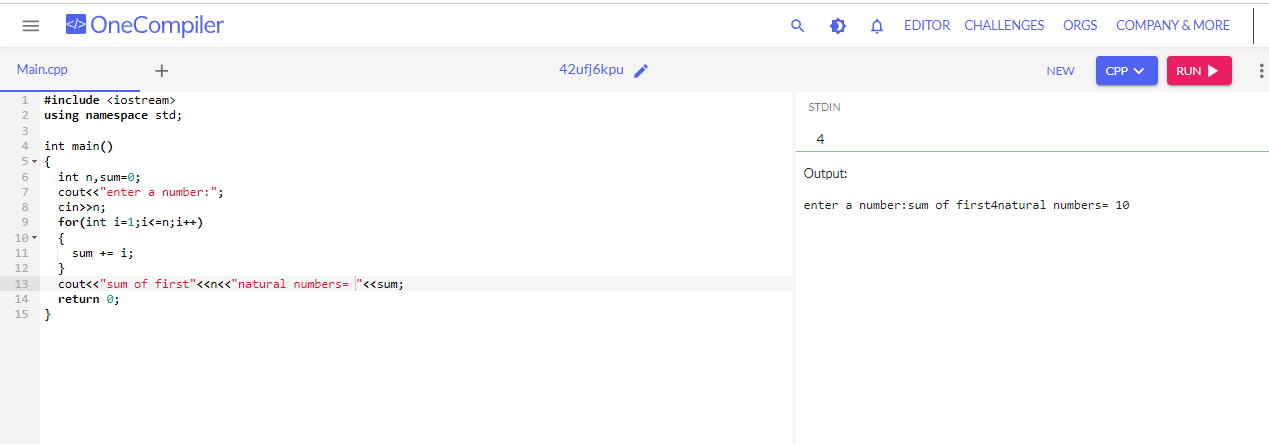 </> OneCompiler
EDITOR CHALLENGES ORGS COMPANY & MORE
Main.cpp + 42ufj6kpu NEW CPP RUN
1 #include <iostream>
2 using namespace std;
3
4 int main()
5 {
6 int n,sum=0;
7 cout<<"enter a number:";
8 cin>>n;
9 for(int i=1;i<=n;i++)
10 {
11 sum += i;
12 }
13 cout<<"sum of first"<<n<<"natural numbers= "<<sum;
14 return 0;
15 }
STDIN
4
Output:
enter a number:sum of first4natural numbers= 10